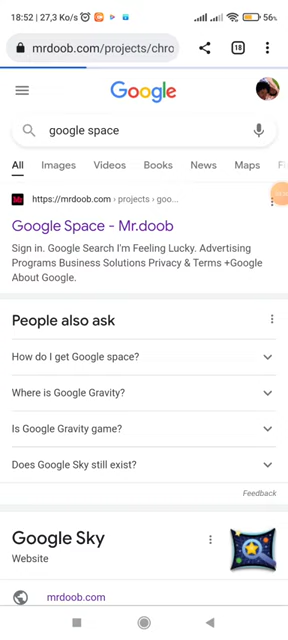 18:52 | 27,3 Ko/s
56%
mrdoob.com/projects/chro
18
Google
google space
All Images Videos Books News Maps
Mr https://mrdoob.com › projects › goo...
Google Space - Mr.doob
Sign in. Google Search I'm Feeling Lucky. Advertising
Programs Business Solutions Privacy & Terms +Google
About Google.
People also ask
How do I get Google space?
Where is Google Gravity?
Is Google Gravity game?
Does Google Sky still exist?
Feedback
Google Sky
Website
mrdoob.com